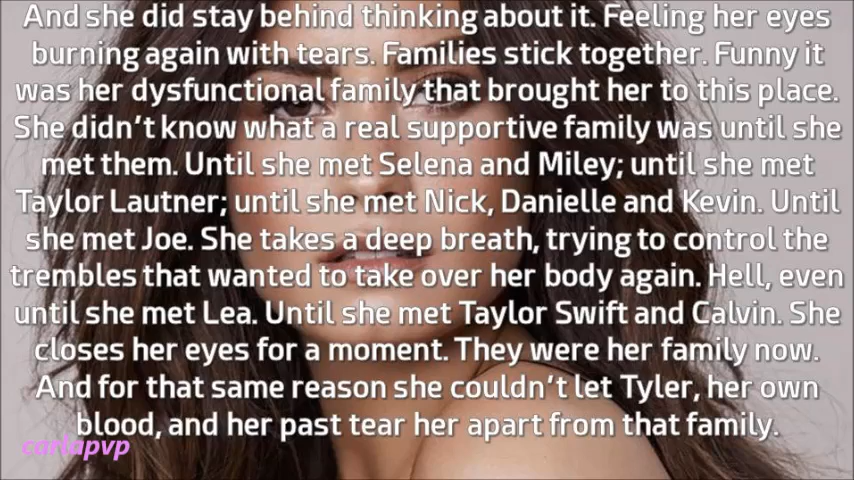 And she did stay behind thinking about it. Feeling her eyes
burning again with tears. Families stick together. Funny it
was her dysfunctional family that brought her to this place.
She didn't know what a real supportive family was until she
met them. Until she met Selena and Miley; until she met
Taylor Lautner; until she met Nick, Danielle and Kevin. Until
she met Joe. She takes a deep breath, trying to control the
trembles that wanted to take over her body again. Hell, even
until she met Lea. Until she met Taylor Swift and Calvin. She
closes her eyes for a moment. They were her family now.
And for that same reason she couldn't let Tyler, her own
blood, and her past tear her apart from that family.
carlapvp